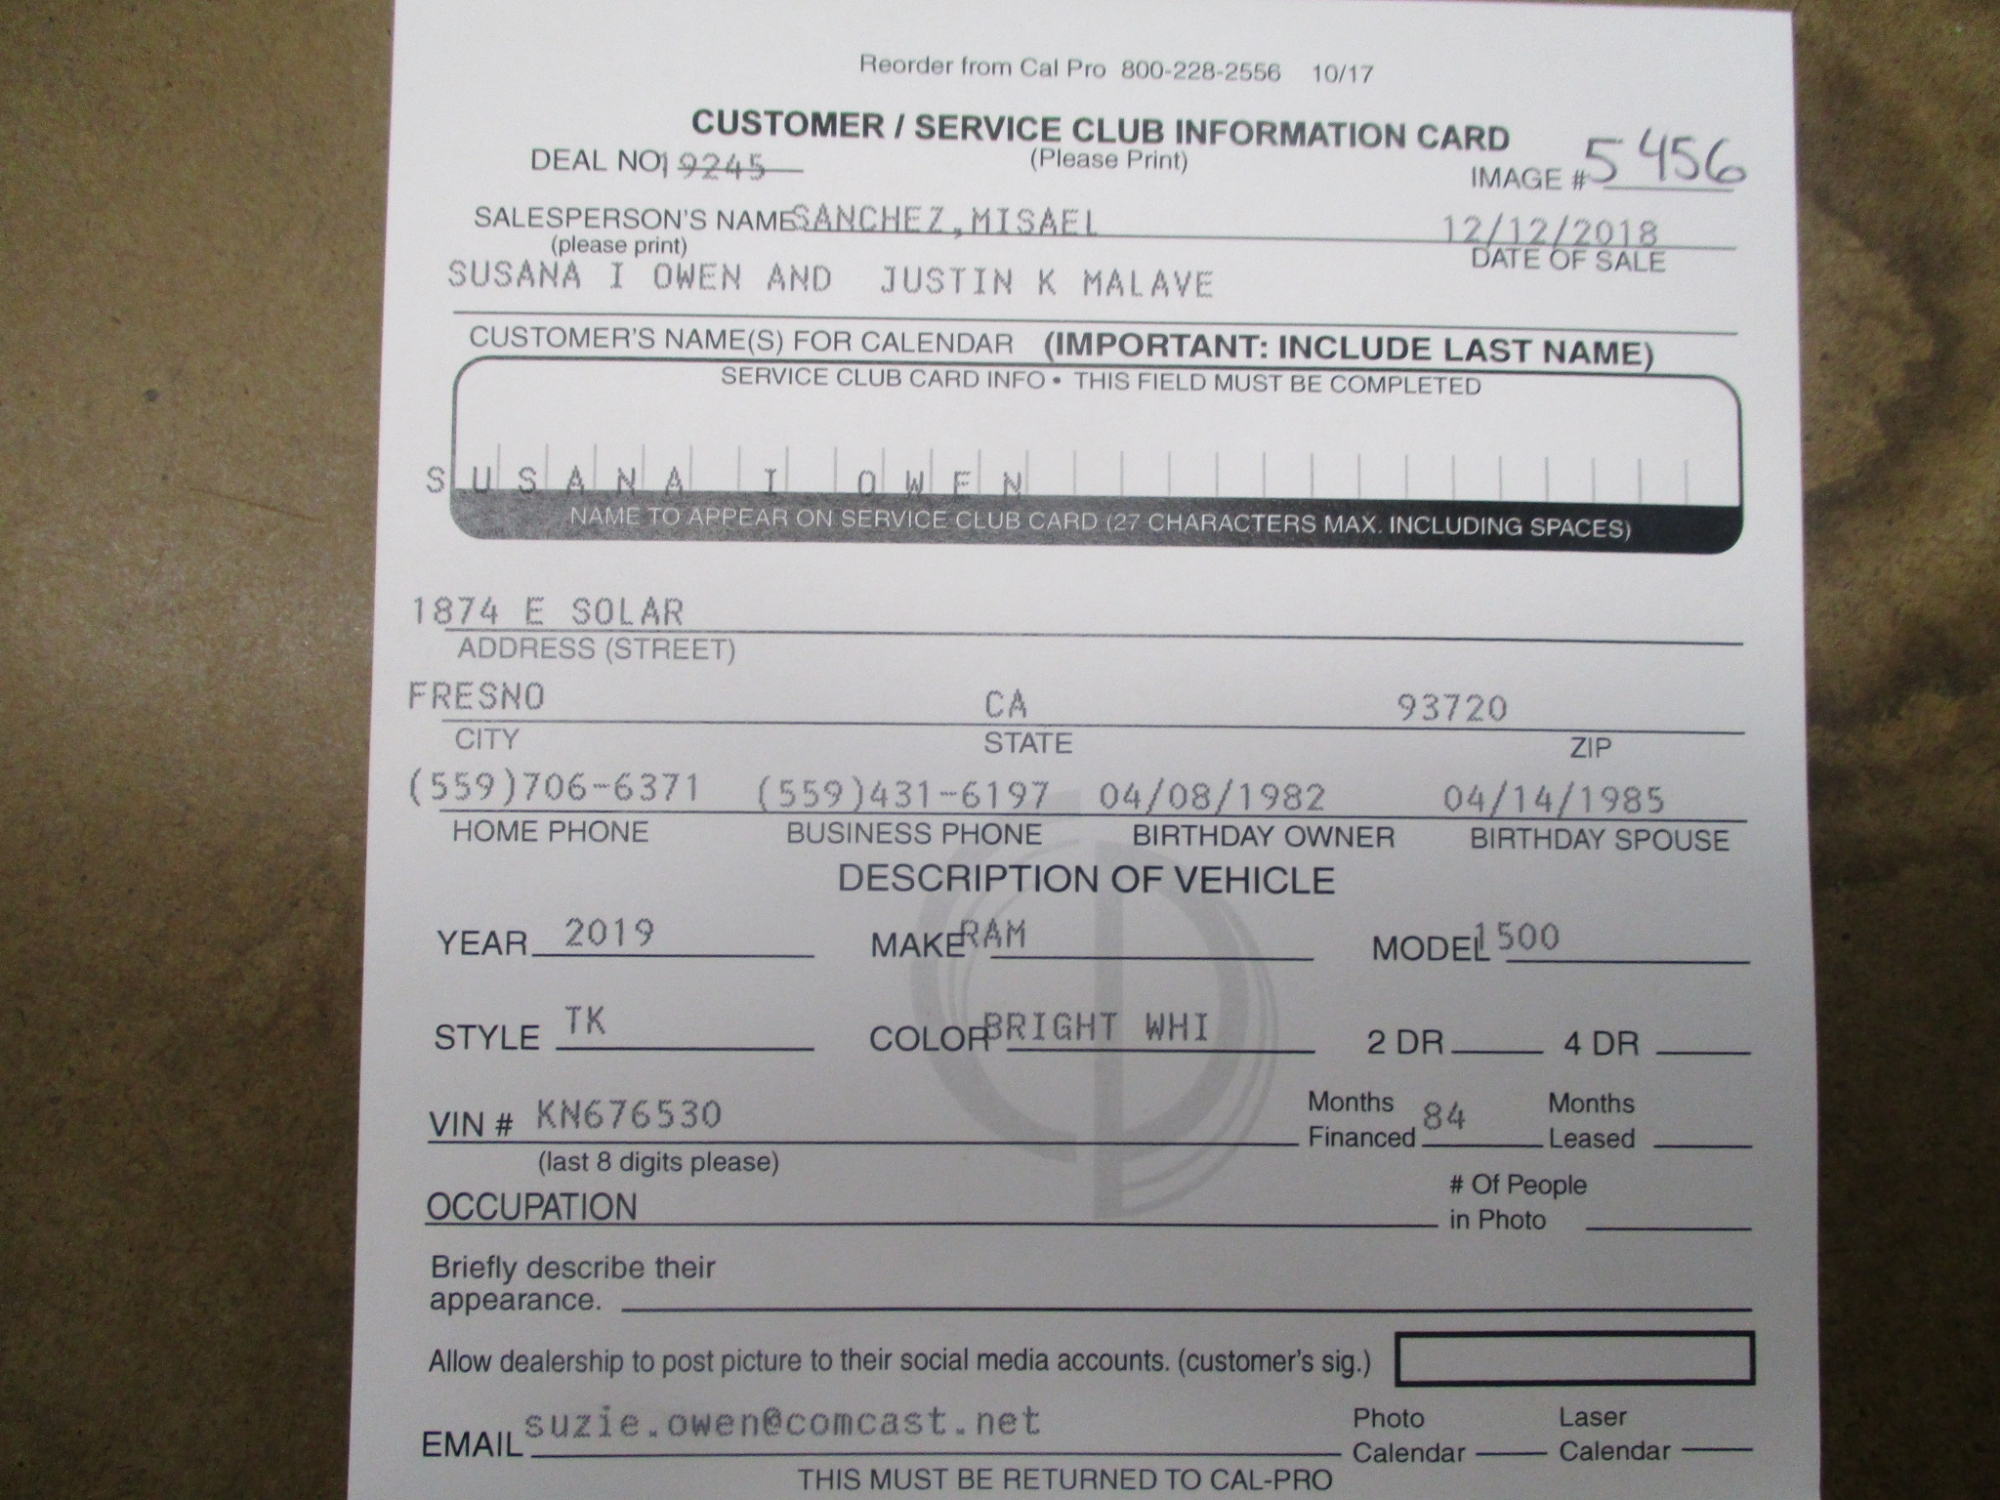 Reorder from Cal Pro 800-228-2556 10/17
CUSTOMER / SERVICE CLUB INFORMATION CARD
DEAL NO. 19245 (Please Print) IMAGE # 5456
SALESPERSON'S NAME SANCHEZ,MISAEL 12/12/2018
(please print) DATE OF SALE
SUSANA I OWEN AND JUSTIN K MALAVE
CUSTOMER'S NAME(S) FOR CALENDAR (IMPORTANT: INCLUDE LAST NAME)
SERVICE CLUB CARD INFO • THIS FIELD MUST BE COMPLETED
SUSANA I OWEN
NAME TO APPEAR ON SERVICE CLUB CARD (27 CHARACTERS MAX. INCLUDING SPACES)
1874 E SOLAR
ADDRESS (STREET)
FRESNO CA 93720
CITY STATE ZIP
(559)706-6371 (559)431-6197 04/08/1982 04/14/1985
HOME PHONE BUSINESS PHONE BIRTHDAY OWNER BIRTHDAY SPOUSE
DESCRIPTION OF VEHICLE
YEAR 2019 MAKE RAM MODEL 1500
STYLE TK COLOR BRIGHT WHI 2 DR 4 DR
VIN # KN676530 Months Financed 84 Months Leased
(last 8 digits please)
OCCUPATION # Of People in Photo
Briefly describe their
appearance.
Allow dealership to post picture to their social media accounts. (customer's sig.)
EMAIL suzie.owen@comcast.net Photo Calendar Laser Calendar
THIS MUST BE RETURNED TO CAL-PRO